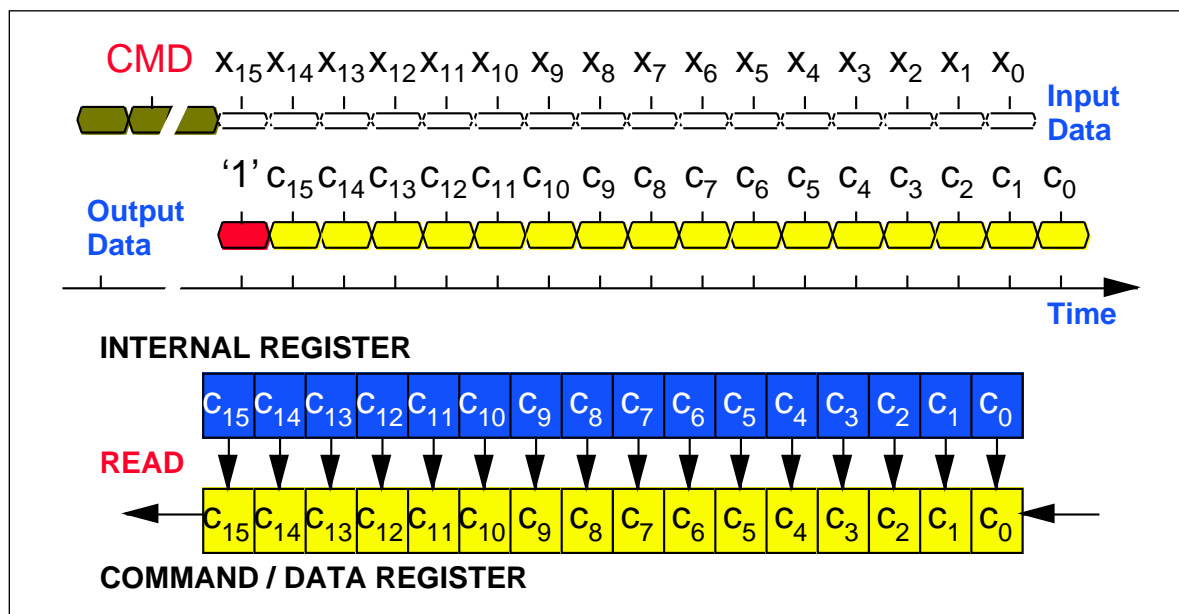 CMD x15 x14 x13 x12 x11 x10 x9 x8 x7 x6 x5 x4 x3 x2 x1 x0
Input
Data
‘1’ c15 c14 c13 c12 c11 c10 c9 c8 c7 c6 c5 c4 c3 c2 c1 c0
Output
Data
Time
INTERNAL REGISTER
c15 c14 c13 c12 c11 c10 c9 c8 c7 c6 c5 c4 c3 c2 c1 c0
READ
c15 c14 c13 c12 c11 c10 c9 c8 c7 c6 c5 c4 c3 c2 c1 c0
COMMAND / DATA REGISTER